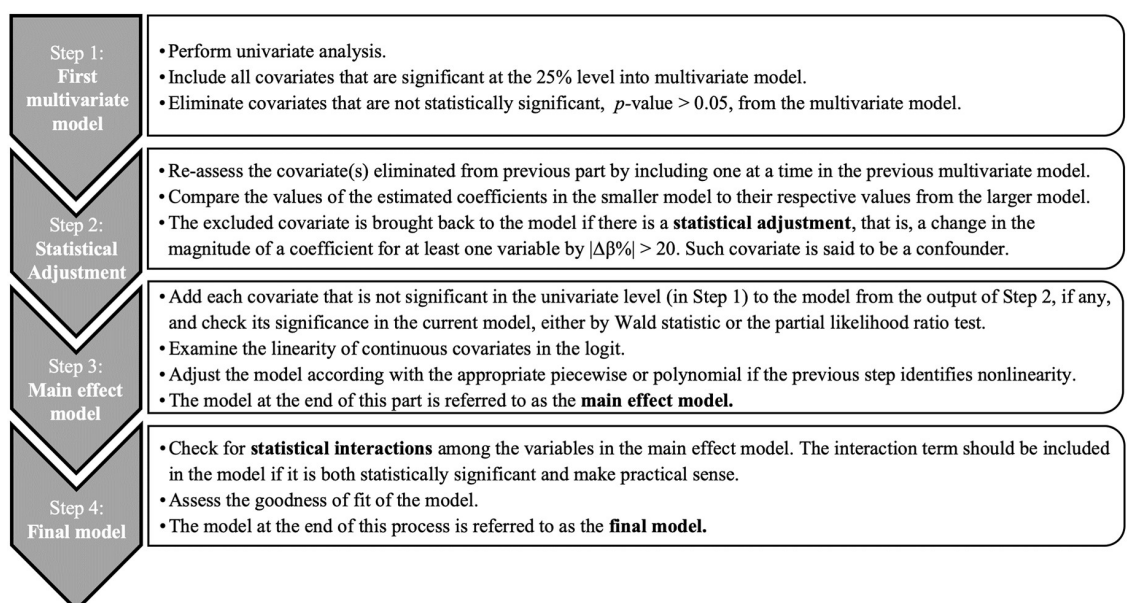 Step 1:
First
multivariate
model
•Perform univariate analysis.
•Include all covariates that are significant at the 25% level into multivariate model.
•Eliminate covariates that are not statistically significant, p-value > 0.05, from the multivariate model.
Step 2:
Statistical
Adjustment
•Re-assess the covariate(s) eliminated from previous part by including one at a time in the previous multivariate model.
•Compare the values of the estimated coefficients in the smaller model to their respective values from the larger model.
•The excluded covariate is brought back to the model if there is a statistical adjustment, that is, a change in the
magnitude of a coefficient for at least one variable by |Δβ%| > 20. Such covariate is said to be a confounder.
Step 3:
Main effect
model
•Add each covariate that is not significant in the univariate level (in Step 1) to the model from the output of Step 2, if any,
and check its significance in the current model, either by Wald statistic or the partial likelihood ratio test.
•Examine the linearity of continuous covariates in the logit.
•Adjust the model according with the appropriate piecewise or polynomial if the previous step identifies nonlinearity.
•The model at the end of this part is referred to as the main effect model.
Step 4:
Final model
•Check for statistical interactions among the variables in the main effect model. The interaction term should be included
in the model if it is both statistically significant and make practical sense.
•Assess the goodness of fit of the model.
•The model at the end of this process is referred to as the final model.